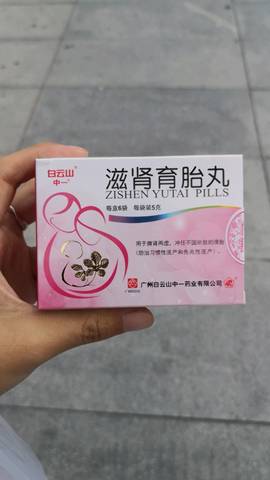 白云山®
中一®
滋肾育胎丸
ZISHEN YUTAI PILLS
每盒6袋 每袋装5克
用于脾肾两虚，冲任不固所致的滑胎
（防治习惯性流产和先兆性流产）。
广州白云山中一药业有限公司